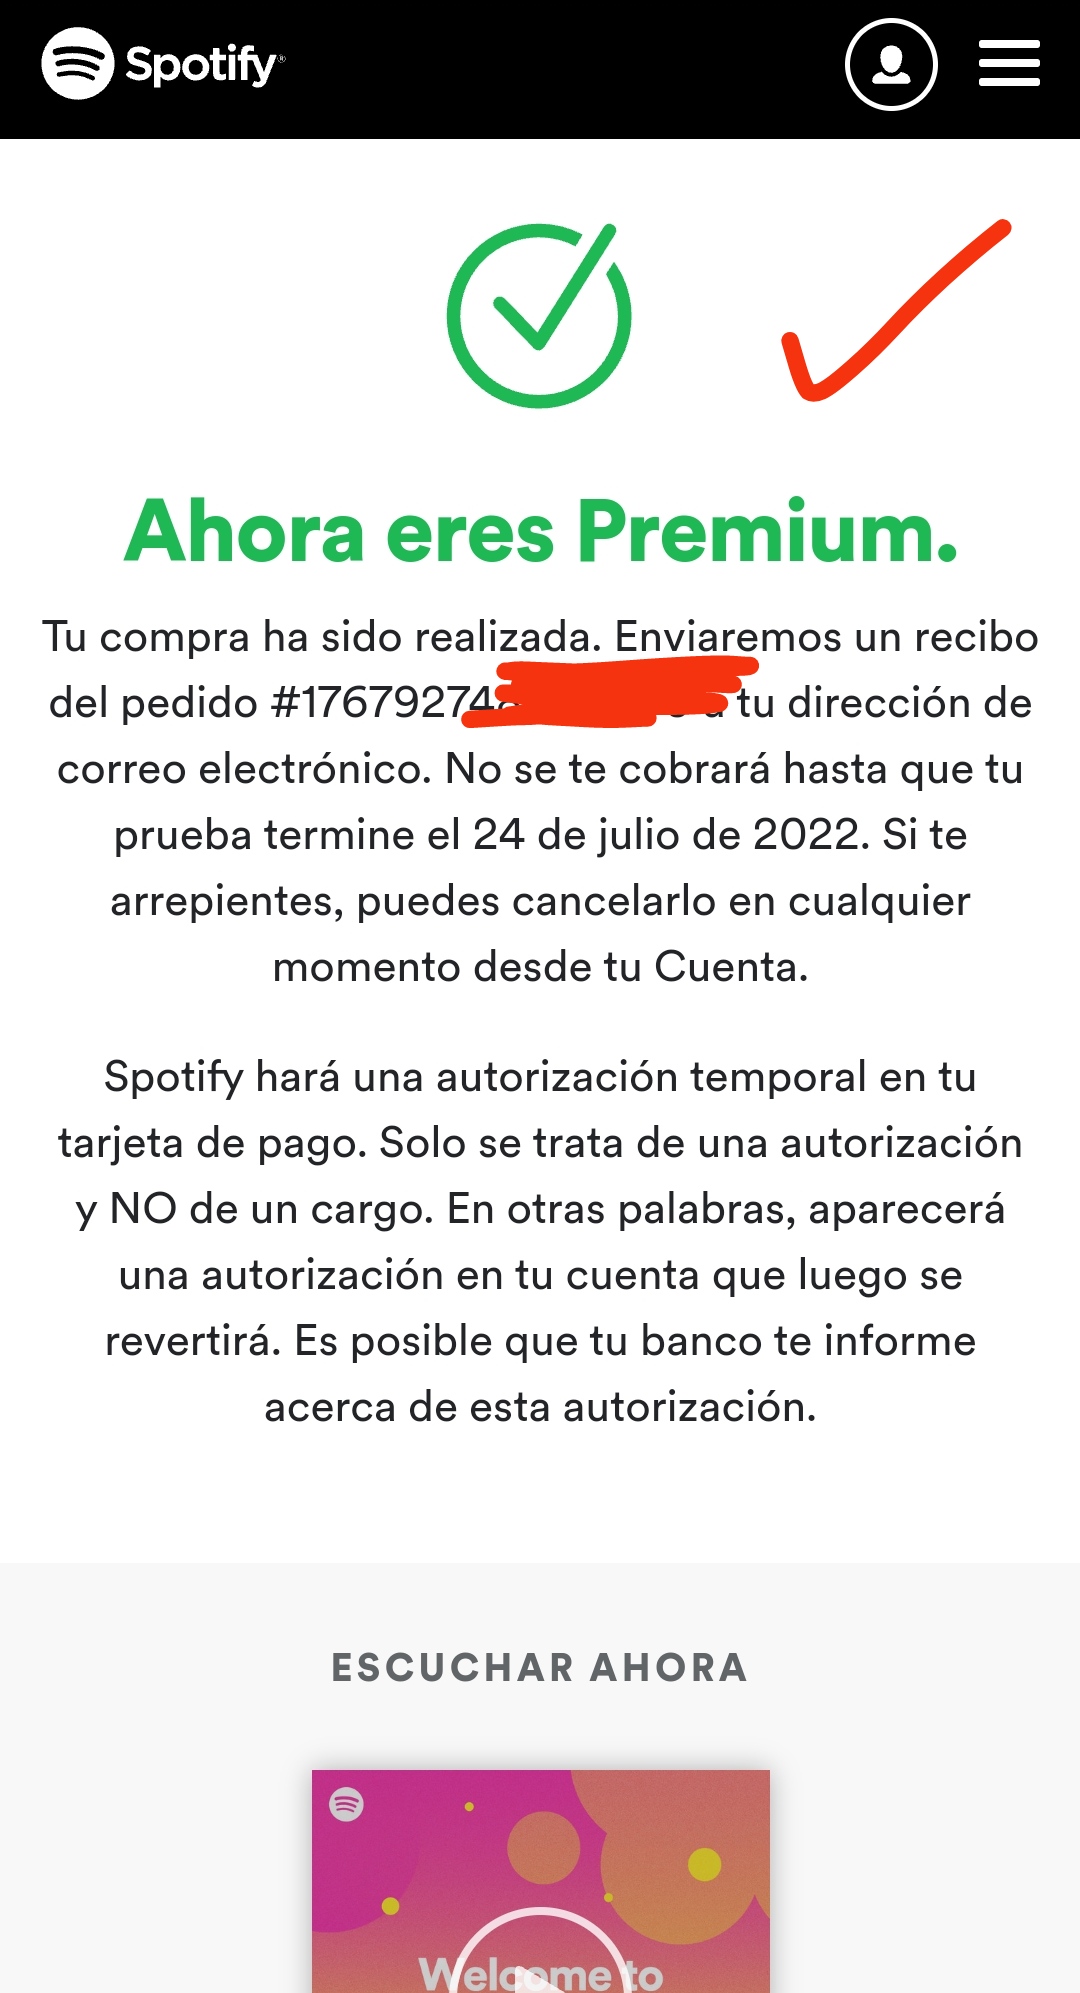 Spotify®
Ahora eres Premium.
Tu compra ha sido realizada. Enviaremos un recibo
del pedido #17679274 tu dirección de
correo electrónico. No se te cobrará hasta que tu
prueba termine el 24 de julio de 2022. Si te
arrepientes, puedes cancelarlo en cualquier
momento desde tu Cuenta.
Spotify hará una autorización temporal en tu
tarjeta de pago. Solo se trata de una autorización
y NO de un cargo. En otras palabras, aparecerá
una autorización en tu cuenta que luego se
revertirá. Es posible que tu banco te informe
acerca de esta autorización.
ESCUCHAR AHORA
Welcome to